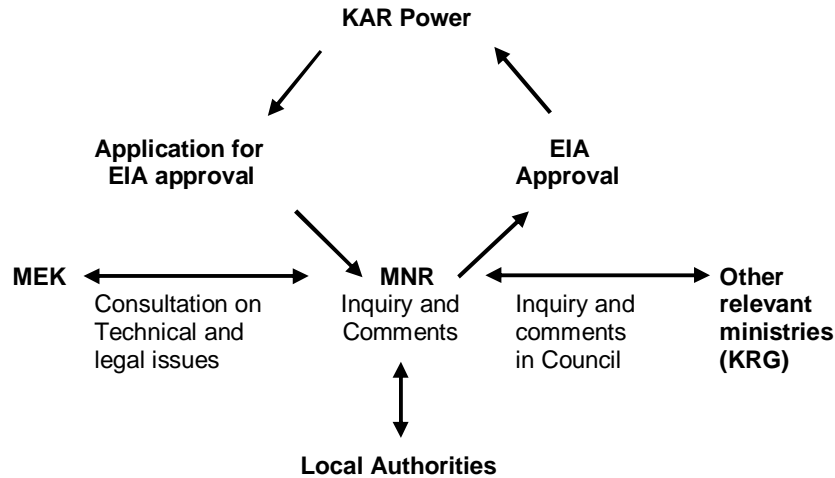 KAR Power
Application for
EIA approval
EIA
Approval
MEK
Consultation on
Technical and
legal issues
MNR
Inquiry and
Comments
Inquiry and
comments
in Council
Other
relevant
ministries
(KRG)
Local Authorities